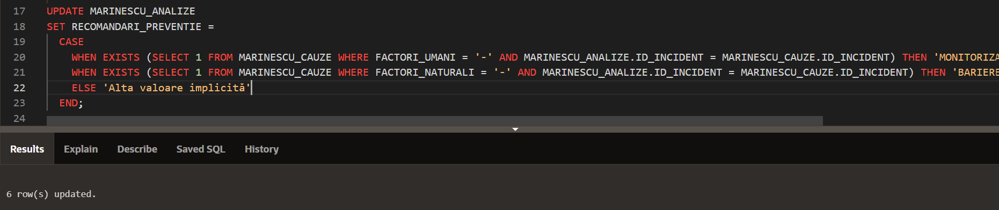 17 UPDATE MARINESCU_ANALIZE
18 SET RECOMANDARI_PREVENTIE =
19 CASE
20 WHEN EXISTS (SELECT 1 FROM MARINESCU_CAUZE WHERE FACTORI_UMANI = '-' AND MARINESCU_ANALIZE.ID_INCIDENT = MARINESCU_CAUZE.ID_INCIDENT) THEN 'MONITORIZA
21 WHEN EXISTS (SELECT 1 FROM MARINESCU_CAUZE WHERE FACTORI_NATURALI = '-' AND MARINESCU_ANALIZE.ID_INCIDENT = MARINESCU_CAUZE.ID_INCIDENT) THEN 'BARIERE
22 ELSE 'Alta valoare implicită'
23 END;
24
Results Explain Describe Saved SQL History
6 row(s) updated.